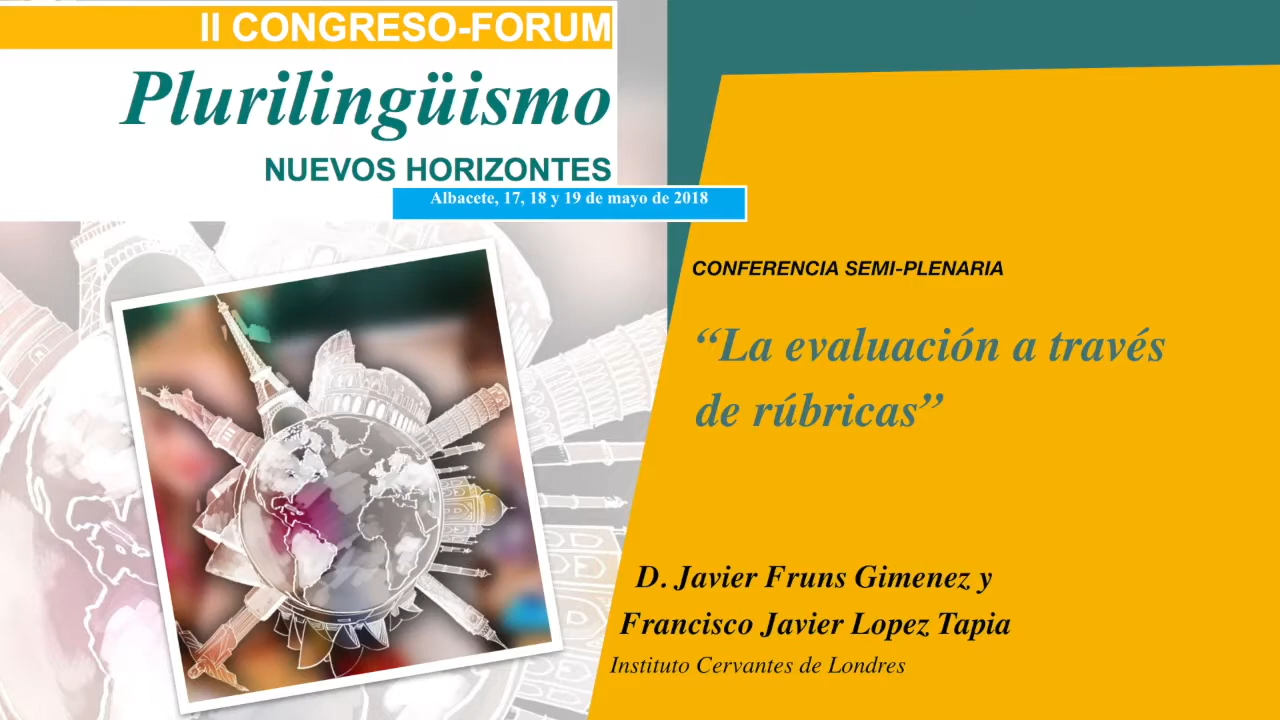 II CONGRESO-FORUM
Plurilingüismo
NUEVOS HORIZONTES
Albacete, 17, 18 y 19 de mayo de 2018
CONFERENCIA SEMI-PLENARIA
“La evaluación a través
de rúbricas”
D. Javier Fruns Gimenez y
Francisco Javier Lopez Tapia
Instituto Cervantes de Londres